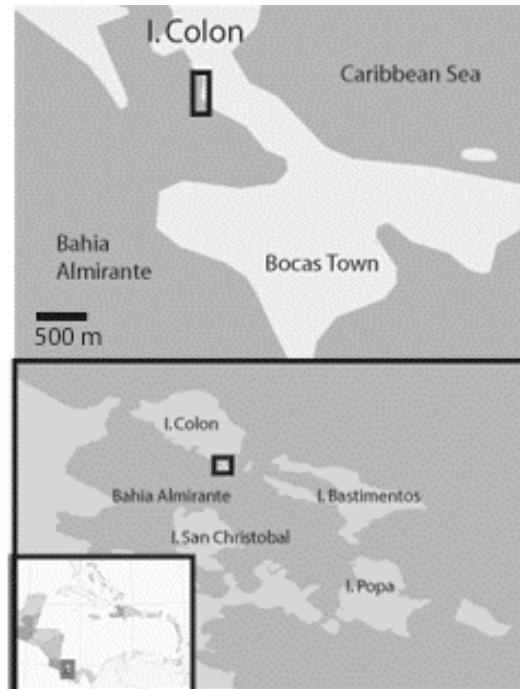 I. Colon
Caribbean Sea
Bahia
Almirante
Bocas Town
500 m
I. Colon
Bahia Almirante
I. Bastimentos
I. San Christobal
I. Popa